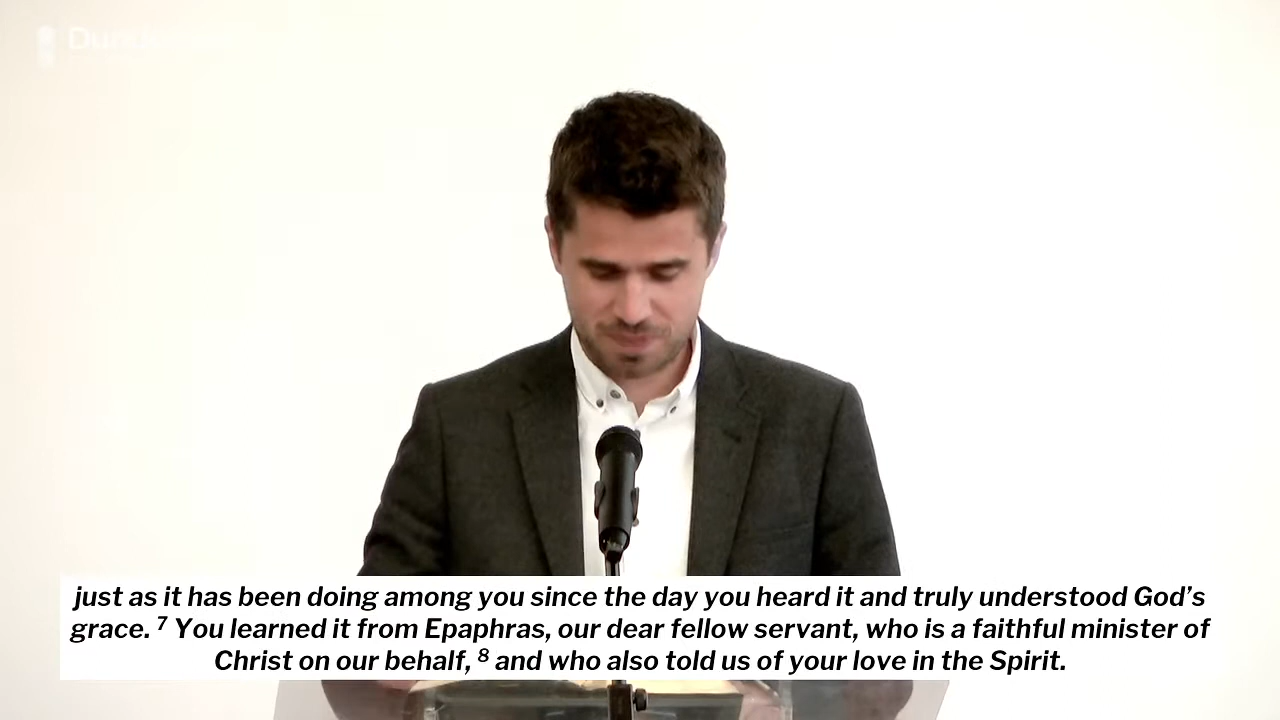 just as it has been doing among you since the day you heard it and truly understood God’s
grace. ⁷ You learned it from Epaphras, our dear fellow servant, who is a faithful minister of
Christ on our behalf, ⁸ and who also told us of your love in the Spirit.